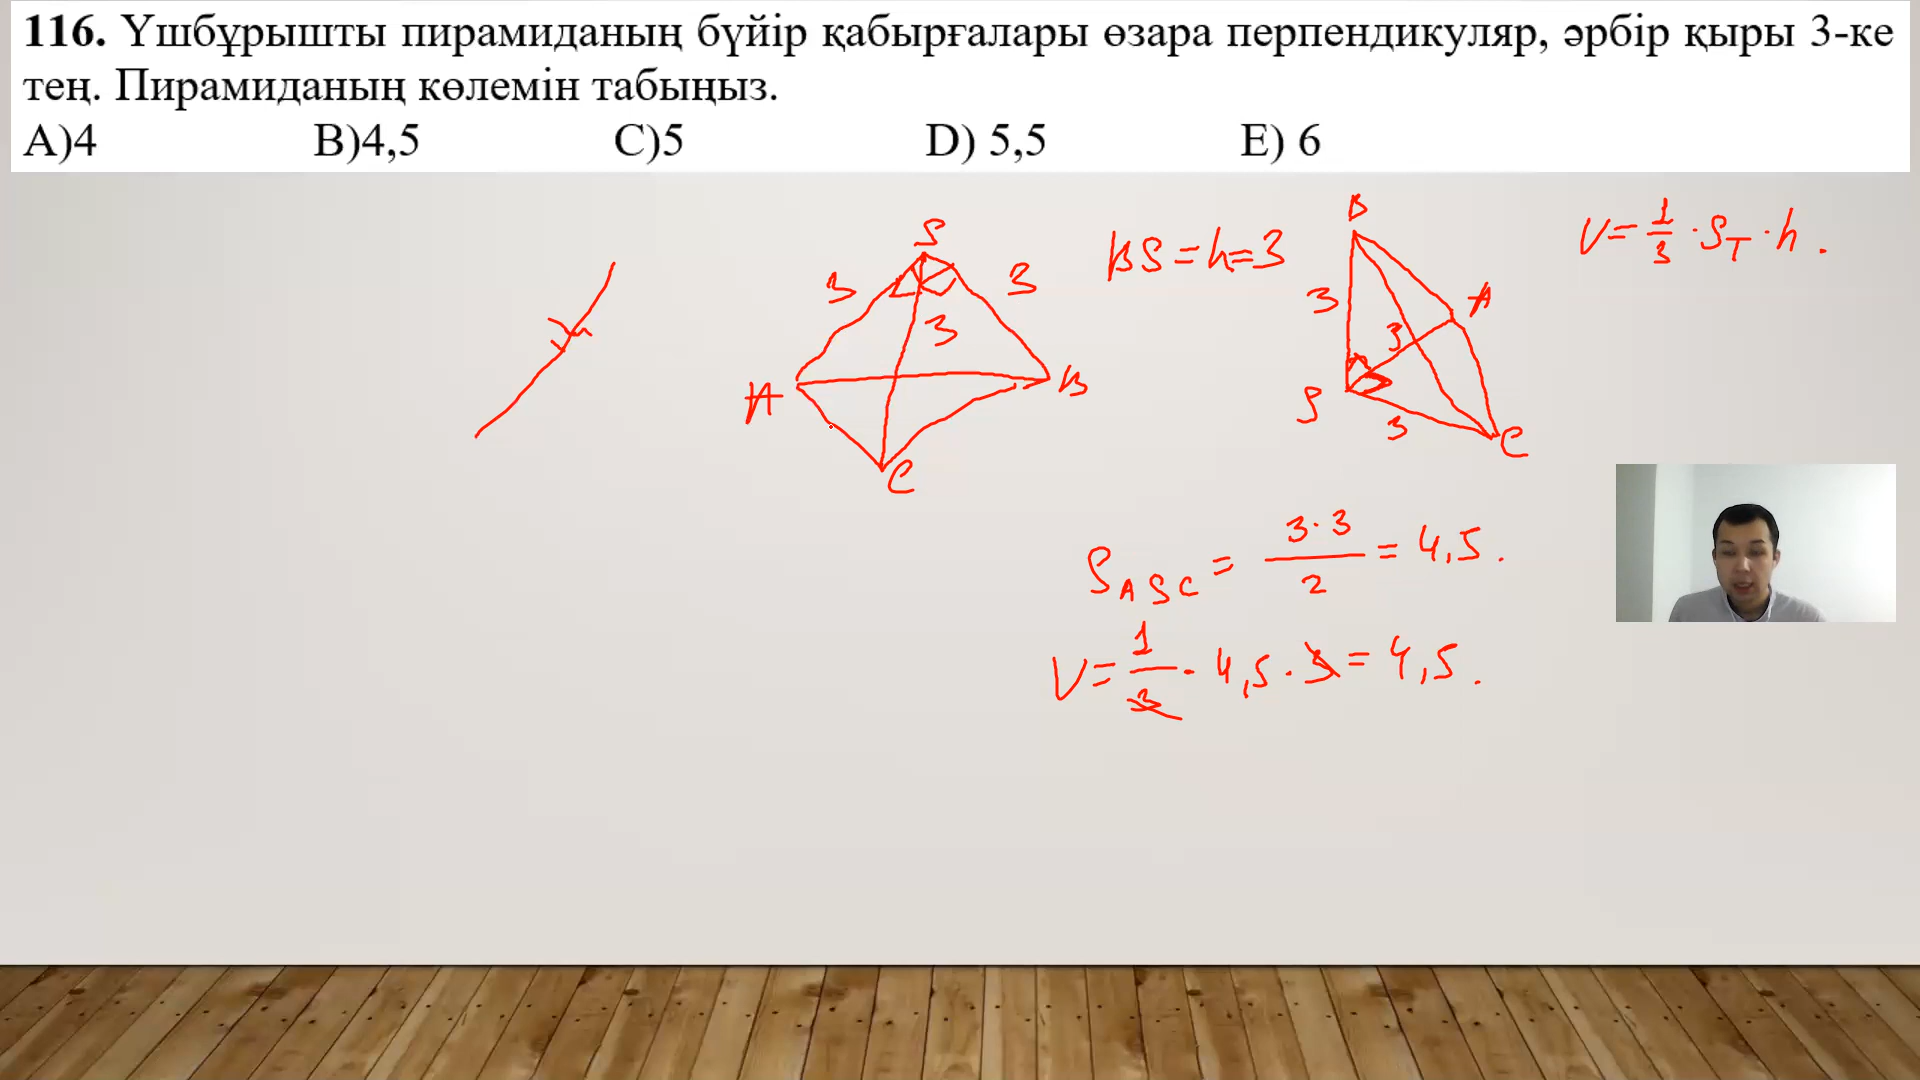 116. Үшбұрышты пирамиданың бүйір қабырғалары өзара перпендикуляр, әрбір қыры 3-ке
тең. Пирамиданың көлемін табыңыз.
A)4 B)4,5 C)5 D) 5,5 E) 6
S
3 3
3
A B
C
BS = h = 3
B
3 A
3
S 3 C
V = 1/3 · S_T · h .
S_ASC = 3·3/2 = 4,5 .
V = 1/3 · 4,5 · 3 = 4,5 .